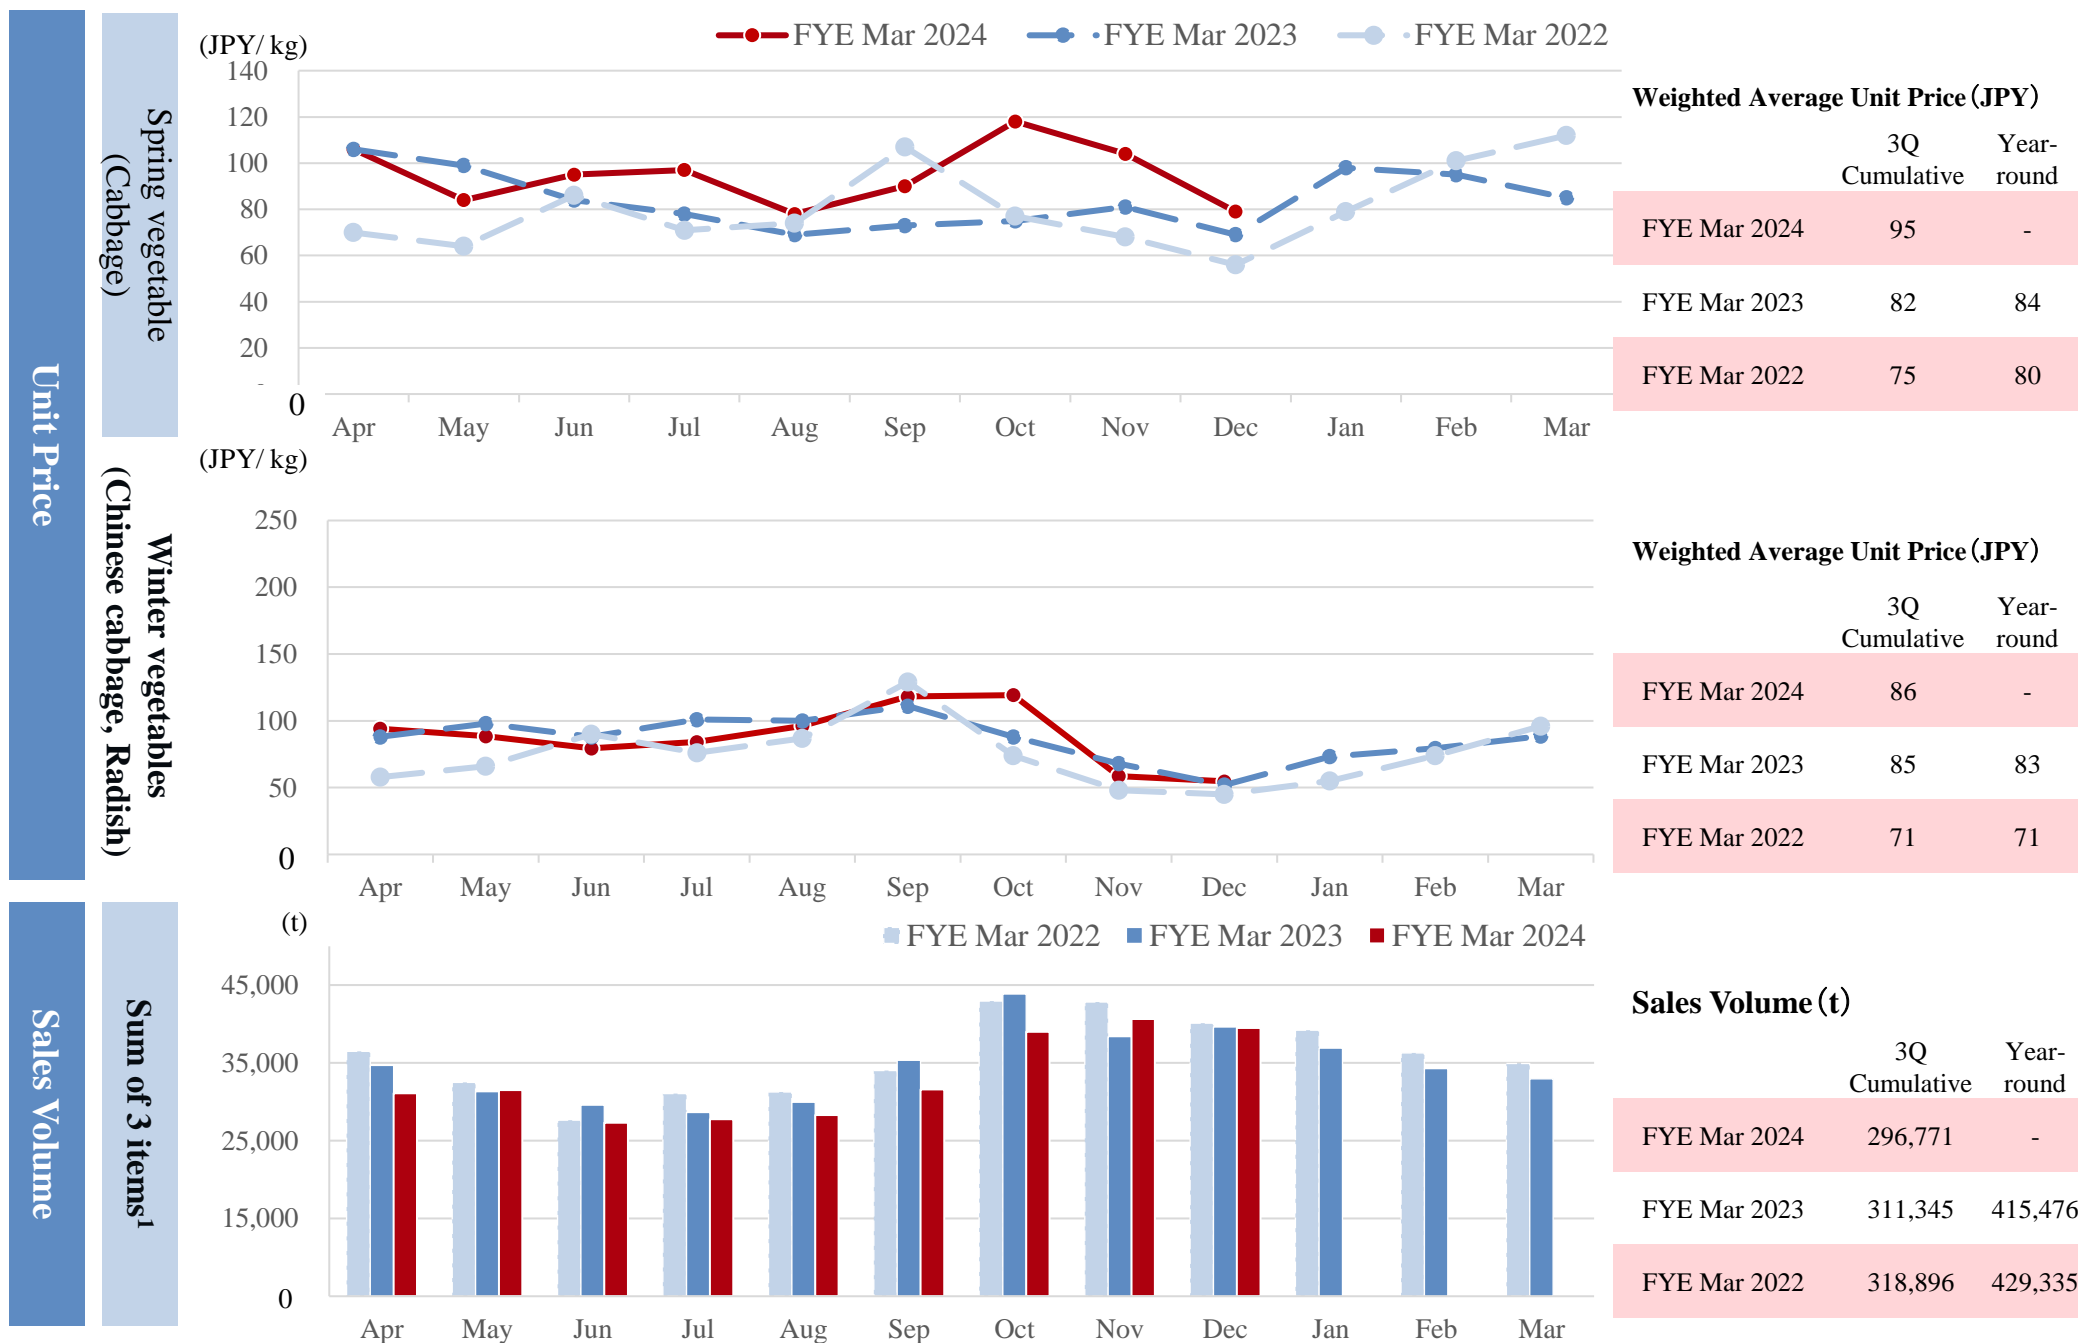 Unit Price
Spring vegetable
(Cabbage)
(JPY/ kg)
FYE Mar 2024
FYE Mar 2023
FYE Mar 2022
140
120
100
80
60
40
20
-
0
Apr May Jun Jul Aug Sep Oct Nov Dec Jan Feb Mar
Weighted Average Unit Price(JPY)
3Q Year-
Cumulative round
FYE Mar 2024 95 -
FYE Mar 2023 82 84
FYE Mar 2022 75 80
Winter vegetables
(Chinese cabbage, Radish)
(JPY/ kg)
250
200
150
100
50
0
Apr May Jun Jul Aug Sep Oct Nov Dec Jan Feb Mar
Weighted Average Unit Price(JPY)
3Q Year-
Cumulative round
FYE Mar 2024 86 -
FYE Mar 2023 85 83
FYE Mar 2022 71 71
Sales Volume
Sum of 3 items1
(t)
FYE Mar 2022
FYE Mar 2023
FYE Mar 2024
45,000
35,000
25,000
15,000
0
Apr May Jun Jul Aug Sep Oct Nov Dec Jan Feb Mar
Sales Volume(t)
3Q Year-
Cumulative round
FYE Mar 2024 296,771 -
FYE Mar 2023 311,345 415,476
FYE Mar 2022 318,896 429,335